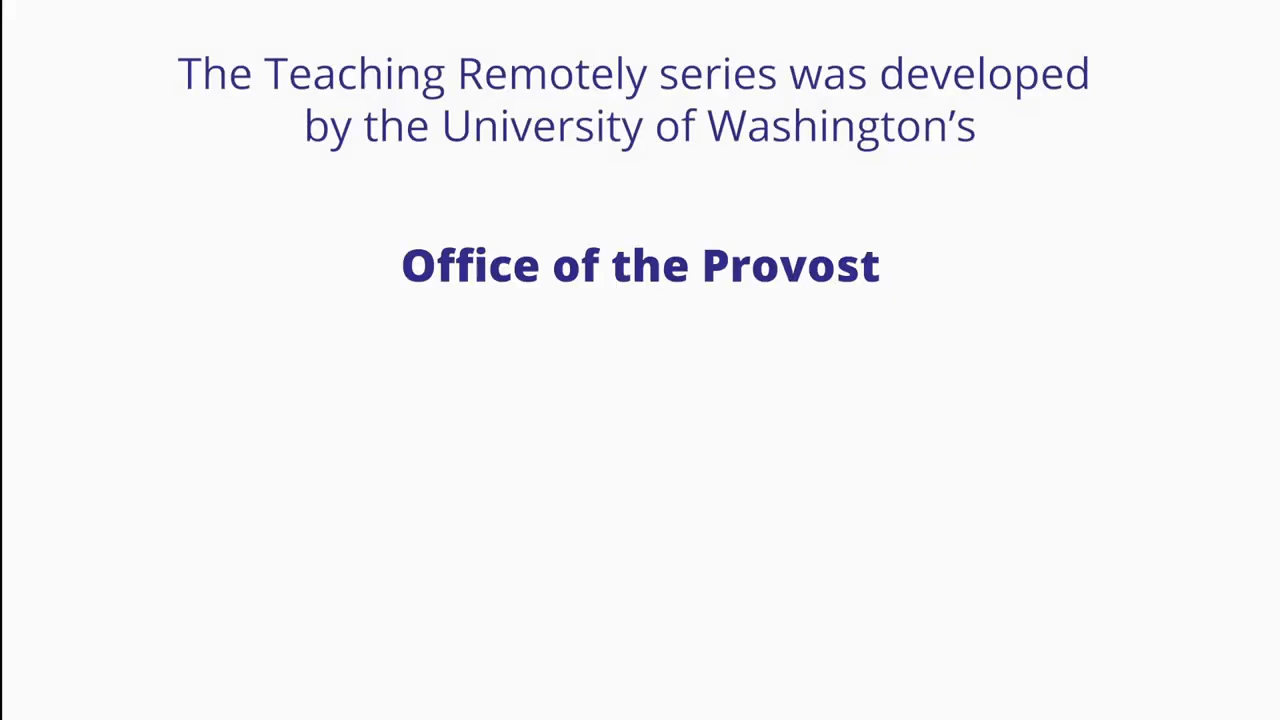 The Teaching Remotely series was developed
by the University of Washington’s
Office of the Provost